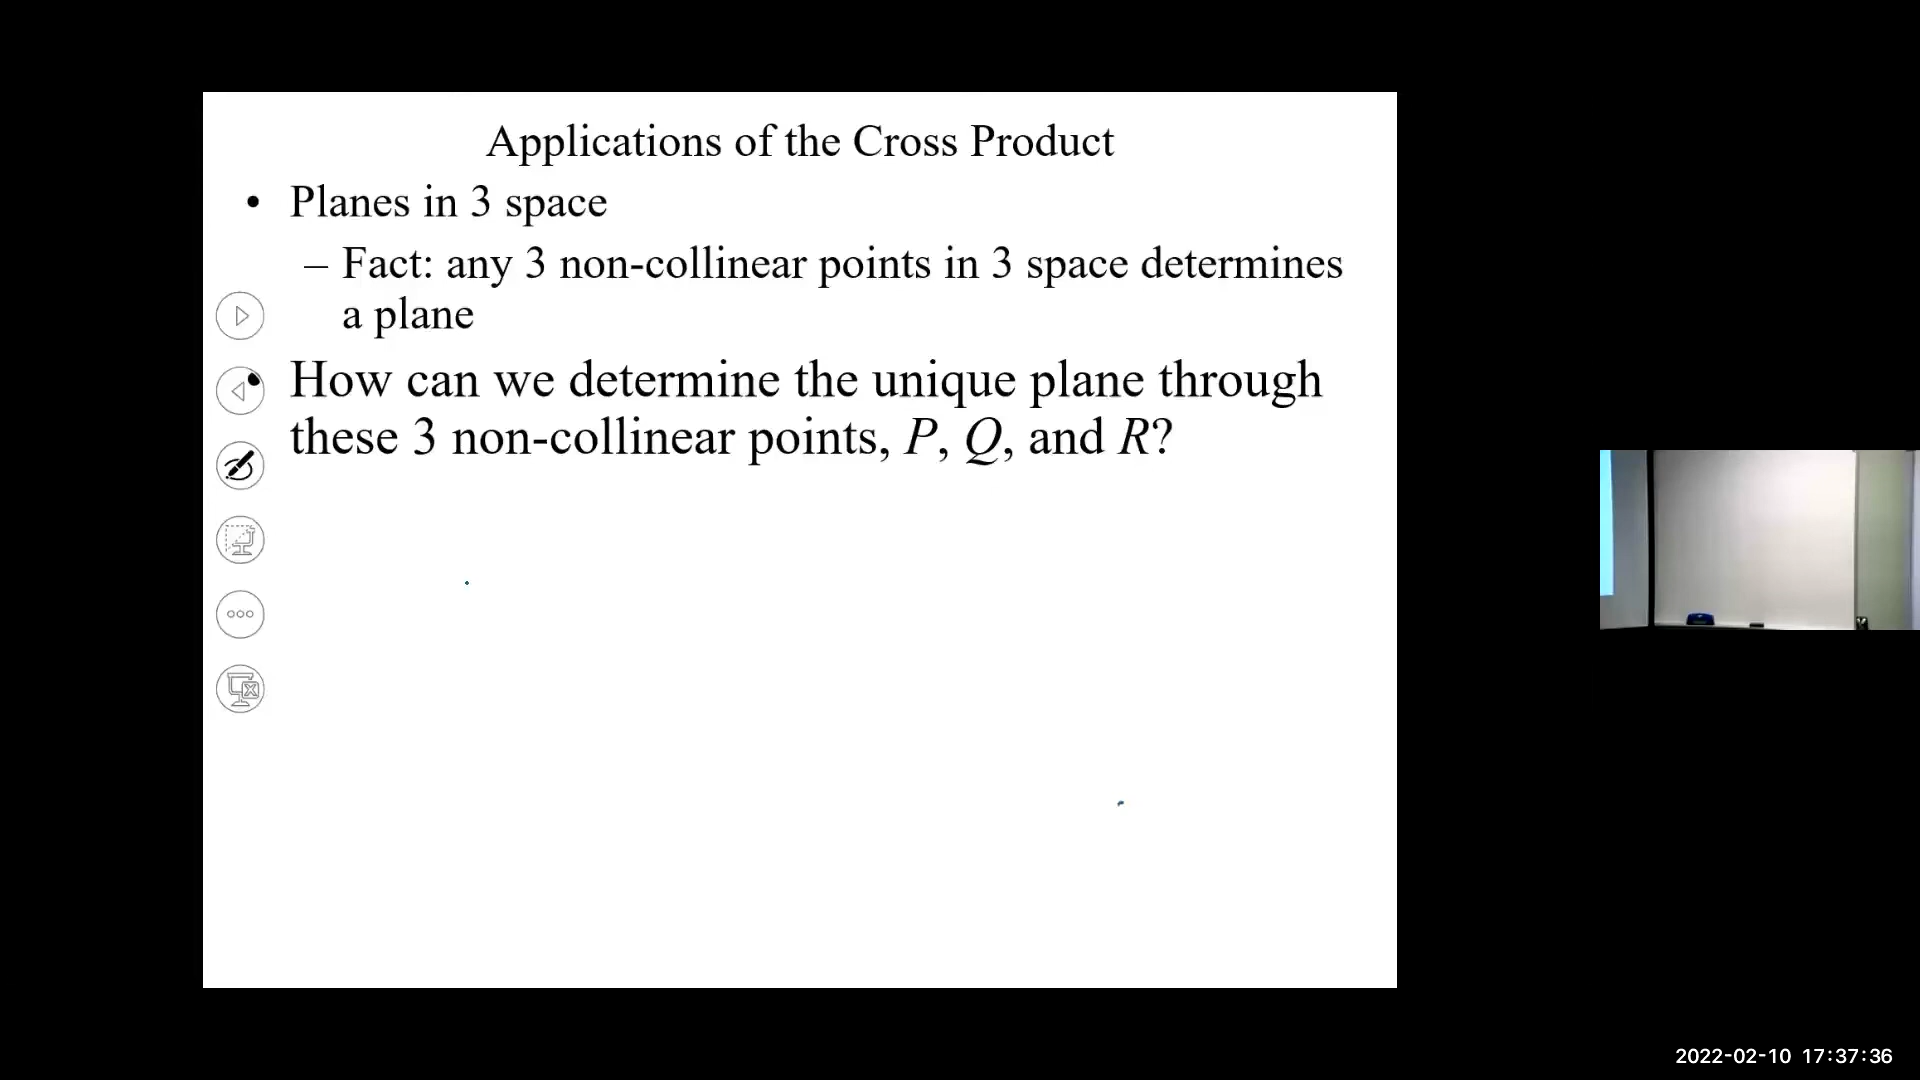 Applications of the Cross Product
• Planes in 3 space
– Fact: any 3 non-collinear points in 3 space determines
a plane
• How can we determine the unique plane through
these 3 non-collinear points, P, Q, and R?
2022-02-10 17:37:36